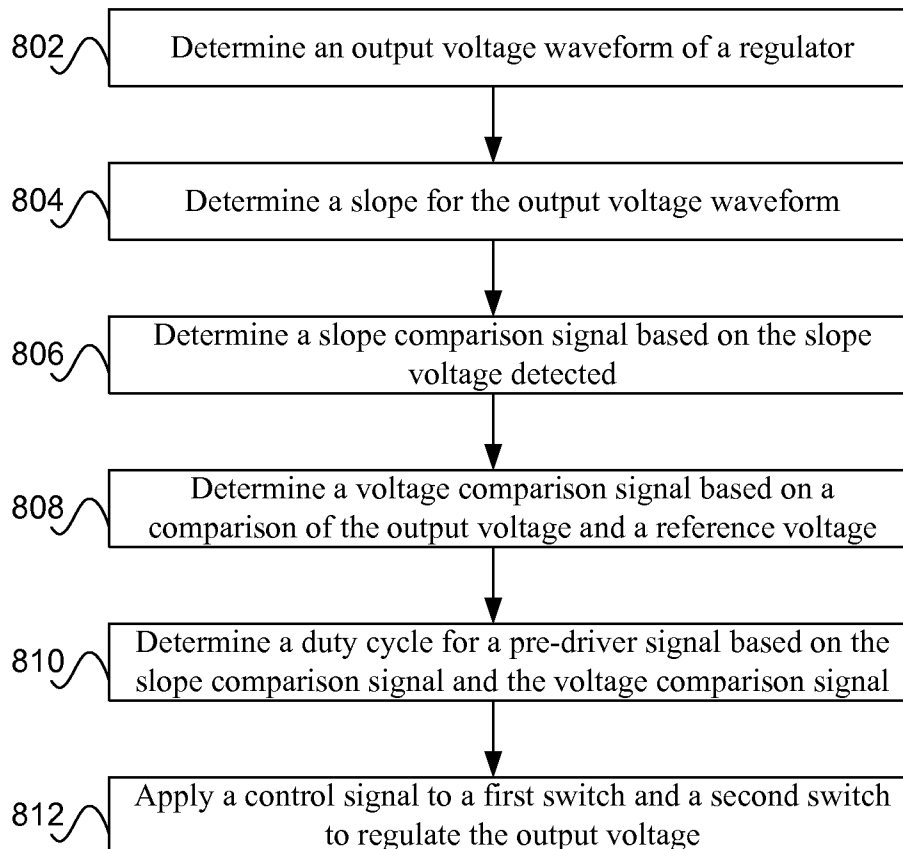 802
Determine an output voltage waveform of a regulator
804
Determine a slope for the output voltage waveform
806
Determine a slope comparison signal based on the slope
voltage detected
808
Determine a voltage comparison signal based on a
comparison of the output voltage and a reference voltage
810
Determine a duty cycle for a pre-driver signal based on the
slope comparison signal and the voltage comparison signal
812
Apply a control signal to a first switch and a second switch
to regulate the output voltage